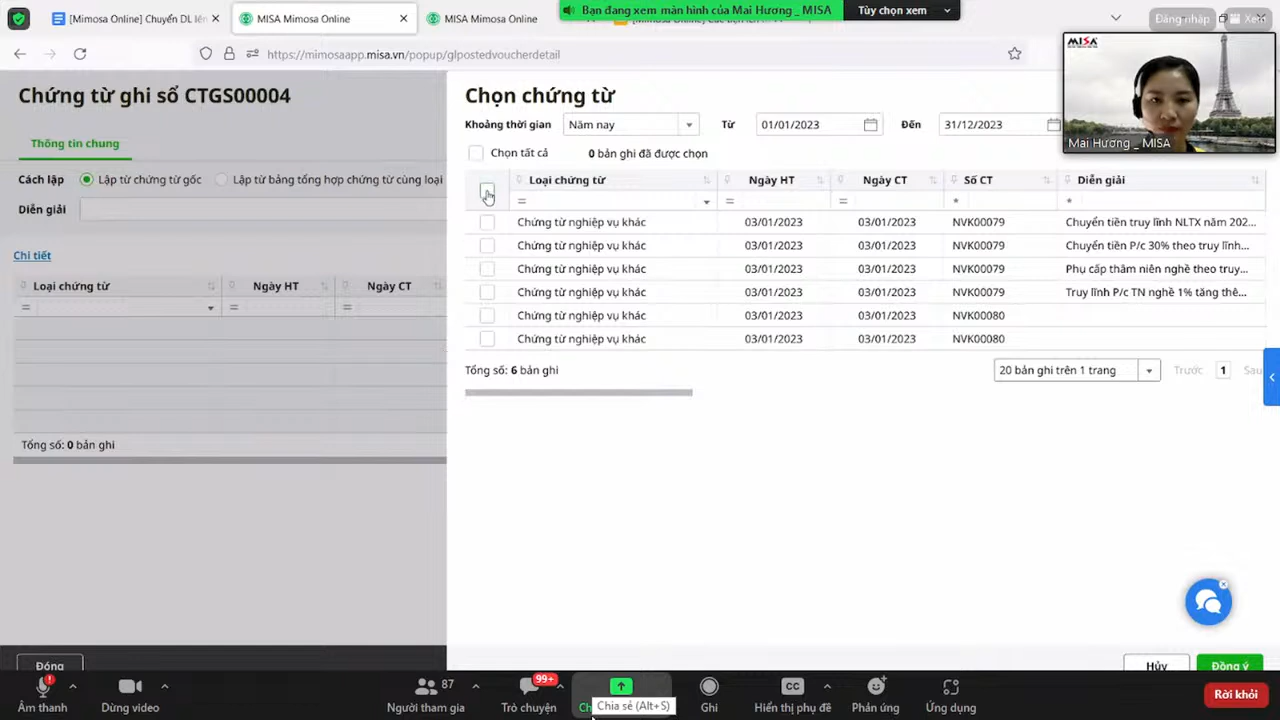 [Mimosa Online] Chuyển DL lên
MISA Mimosa Online
MISA Mimosa Online
Bạn đang xem màn hình của Mai Hương _ MISA
Tùy chọn xem
Đăng nhập
Xem
https://mimosaapp.misa.vn/popup/glpostedvoucherdetail
MISA
Mai Hương _ MISA
Chứng từ ghi sổ CTGS00004
Thông tin chung
Cách lập
Lập từ chứng từ gốc
Lập từ bảng tổng hợp chứng từ cùng loại
Diễn giải
Chi tiết
Loại chứng từ
Ngày HT
Ngày CT
=
=
=
Tổng số: 0 bản ghi
Đóng
Chọn chứng từ
Khoảng thời gian
Năm nay
Từ
01/01/2023
Đến
31/12/2023
Chọn tất cả
0 bản ghi đã được chọn
Loại chứng từ Ngày HT Ngày CT Số CT Diễn giải
= = = * *
Chứng từ nghiệp vụ khác 03/01/2023 03/01/2023 NVK00079 Chuyển tiền truy lĩnh NLTX năm 202...
Chứng từ nghiệp vụ khác 03/01/2023 03/01/2023 NVK00079 Chuyển tiền P/c 30% theo truy lĩnh...
Chứng từ nghiệp vụ khác 03/01/2023 03/01/2023 NVK00079 Phụ cấp thâm niên nghề theo truy...
Chứng từ nghiệp vụ khác 03/01/2023 03/01/2023 NVK00079 Truy lĩnh P/c TN nghề 1% tăng thê...
Chứng từ nghiệp vụ khác 03/01/2023 03/01/2023 NVK00080
Chứng từ nghiệp vụ khác 03/01/2023 03/01/2023 NVK00080
Tổng số: 6 bản ghi
20 bản ghi trên 1 trang
Trước
1
Sau
Hủy
Đồng ý
Âm thanh
Dừng video
87
Người tham gia
99+
Trò chuyện
Chia sẻ (Alt+S)
Ghi
CC
Hiển thị phụ đề
Phản ứng
Ứng dụng
Rời khỏi